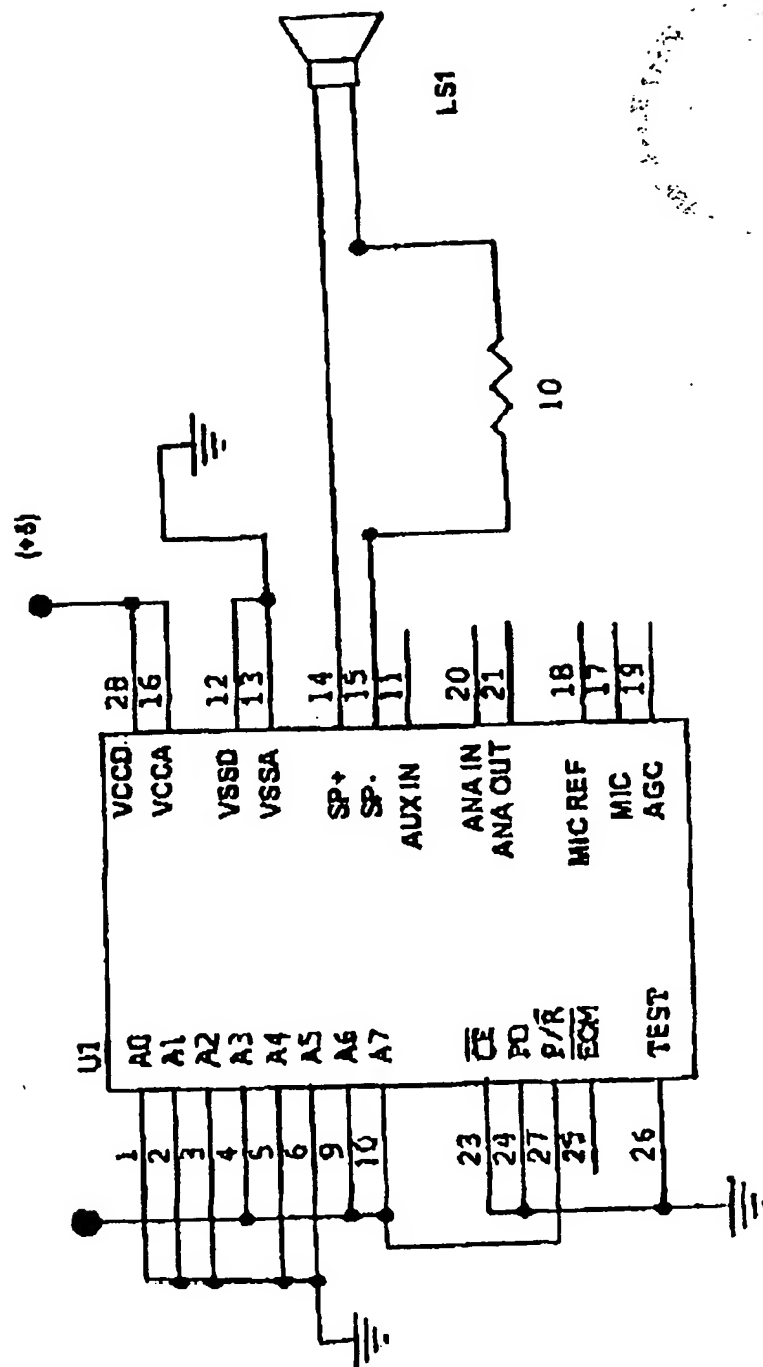 U1
A0
A1
A2
A3
A4
A5
A6
A7
CE
PD
P/R
EOM
TEST
1
2
3
4
5
6
9
10
23
24
27
25
26
VCCD
VCCA
VSSD
VSSA
SP+
SP-
AUX IN
ANA IN
ANA OUT
MIC REF
MIC
AGC
28
16
12
13
14
15
11
20
21
18
17
19
10
LS1